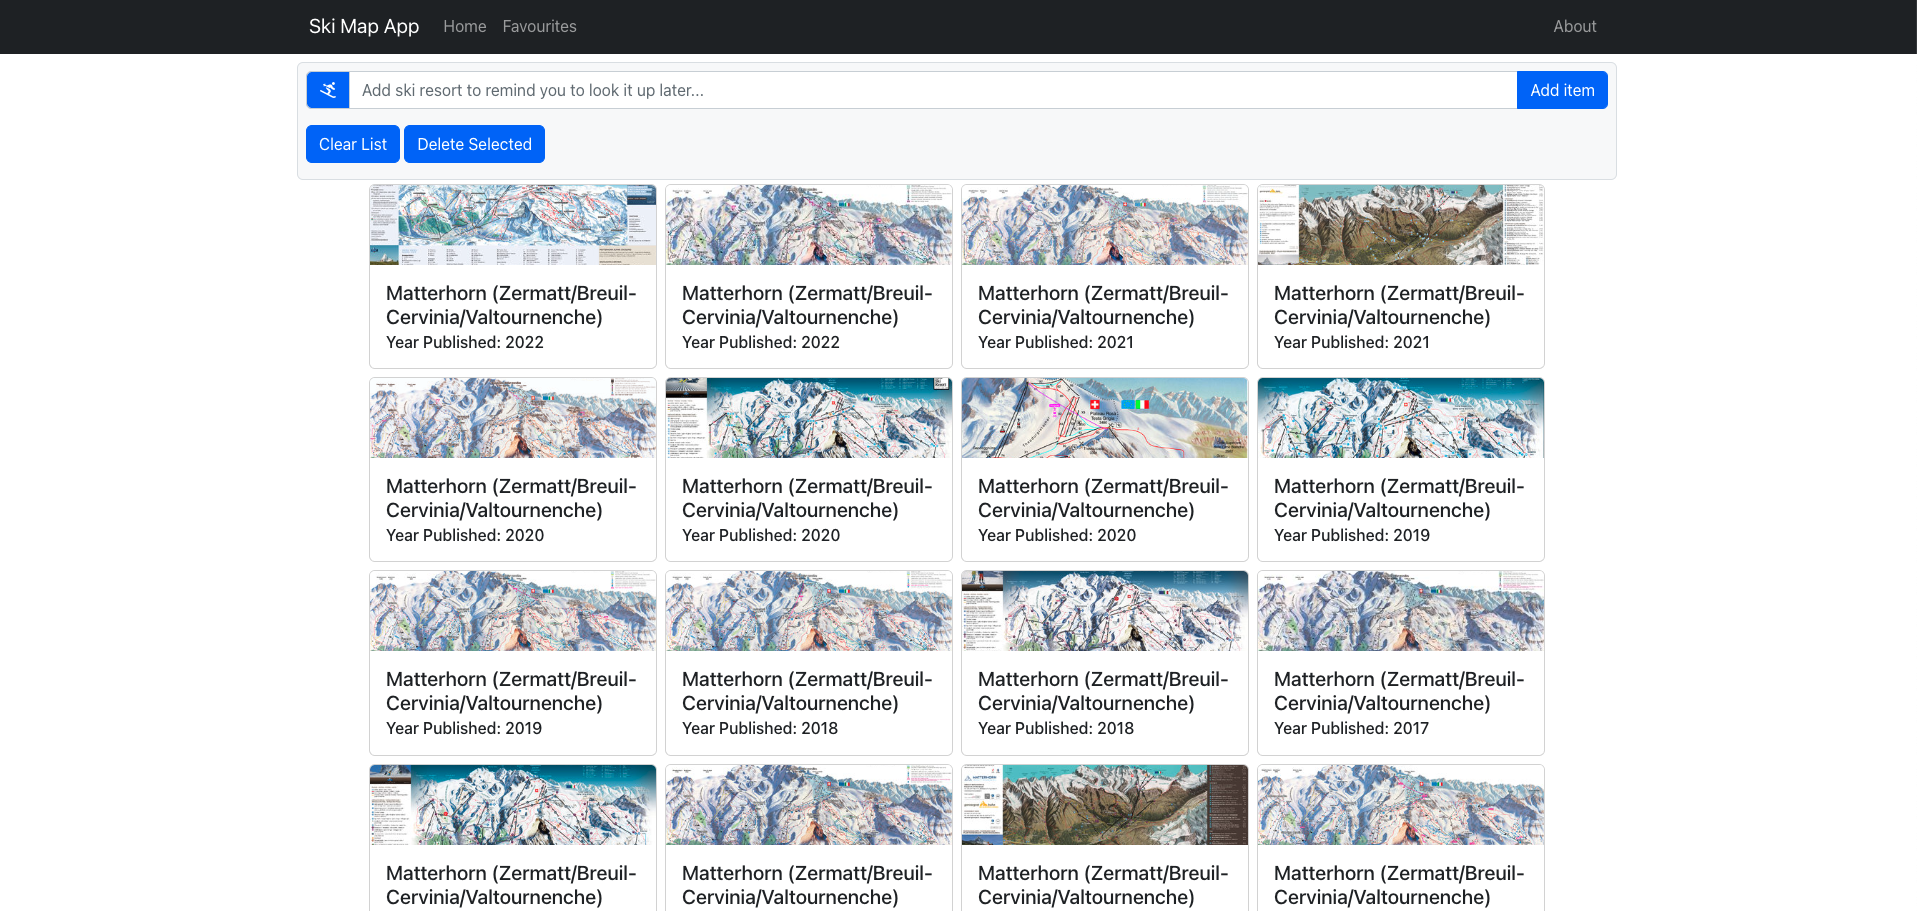 Ski Map App Home Favourites About
Add ski resort to remind you to look it up later... Add item
Clear List Delete Selected
Matterhorn (Zermatt/Breuil-
Cervinia/Valtournenche)
Year Published: 2022
Matterhorn (Zermatt/Breuil-
Cervinia/Valtournenche)
Year Published: 2022
Matterhorn (Zermatt/Breuil-
Cervinia/Valtournenche)
Year Published: 2021
Matterhorn (Zermatt/Breuil-
Cervinia/Valtournenche)
Year Published: 2021
Matterhorn (Zermatt/Breuil-
Cervinia/Valtournenche)
Year Published: 2020
Matterhorn (Zermatt/Breuil-
Cervinia/Valtournenche)
Year Published: 2020
Matterhorn (Zermatt/Breuil-
Cervinia/Valtournenche)
Year Published: 2020
Matterhorn (Zermatt/Breuil-
Cervinia/Valtournenche)
Year Published: 2019
Matterhorn (Zermatt/Breuil-
Cervinia/Valtournenche)
Year Published: 2019
Matterhorn (Zermatt/Breuil-
Cervinia/Valtournenche)
Year Published: 2018
Matterhorn (Zermatt/Breuil-
Cervinia/Valtournenche)
Year Published: 2018
Matterhorn (Zermatt/Breuil-
Cervinia/Valtournenche)
Year Published: 2017
Matterhorn (Zermatt/Breuil-
Cervinia/Valtournenche)
Matterhorn (Zermatt/Breuil-
Cervinia/Valtournenche)
MATTERHORN
Matterhorn (Zermatt/Breuil-
Cervinia/Valtournenche)
Matterhorn (Zermatt/Breuil-
Cervinia/Valtournenche)